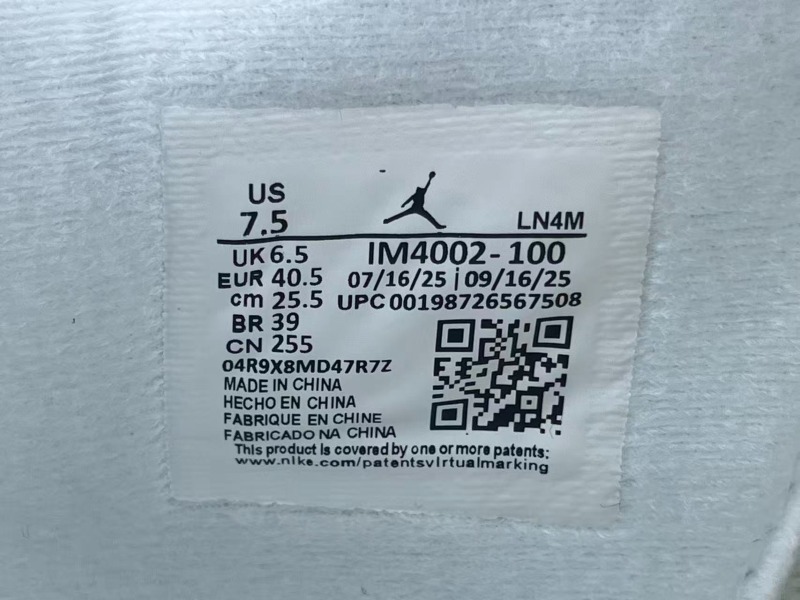 US
7.5
LN4M
UK 6.5
IM4002-100
EUR 40.5
07/16/25 | 09/16/25
cm 25.5
UPC 00198726567508
BR 39
CN 255
04R9X8MD47R7Z
MADE IN CHINA
HECHO EN CHINA
FABRIQUE EN CHINE
FABRICADO NA CHINA
This product is covered by one or more patents:
www.nike.com/patentsvirtualmarking